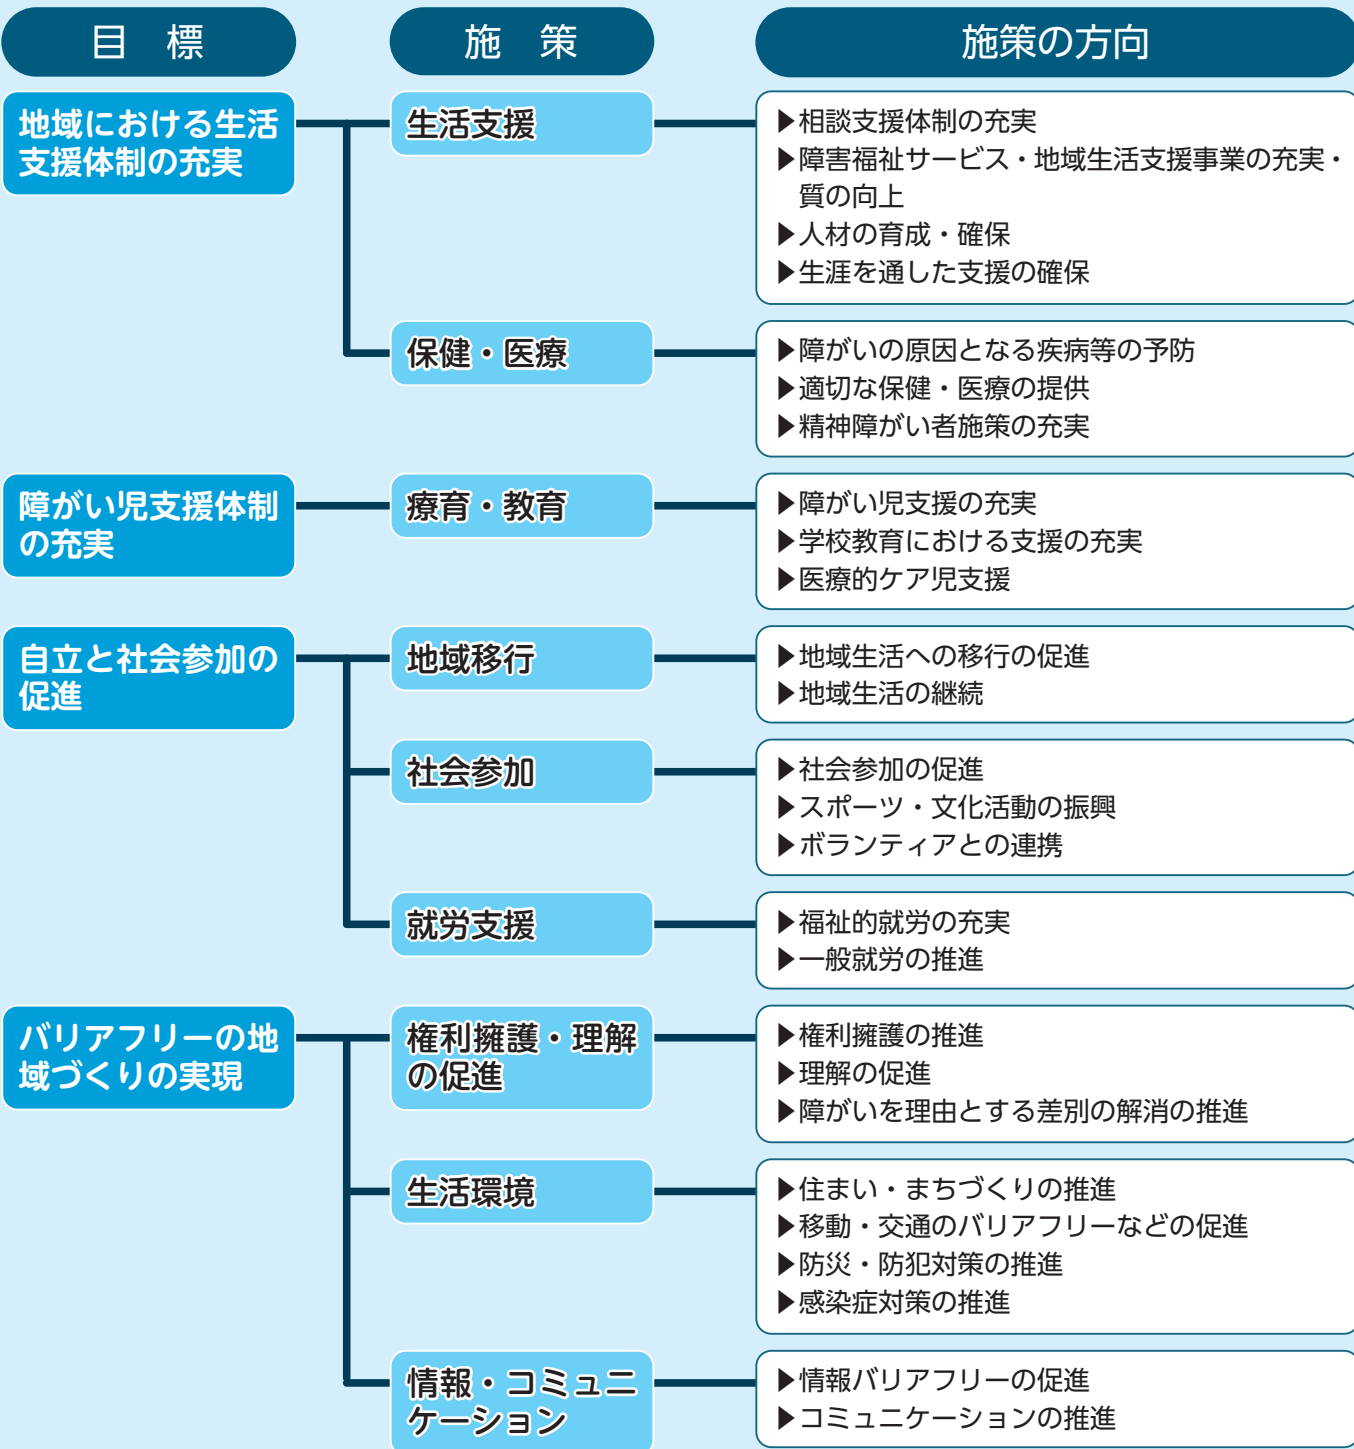 目 標
施 策
施策の方向
地域における生活
支援体制の充実
生活支援
▶相談支援体制の充実
▶障害福祉サービス・地域生活支援事業の充実・
質の向上
▶人材の育成・確保
▶生涯を通した支援の確保
保健・医療
▶障がいの原因となる疾病等の予防
▶適切な保健・医療の提供
▶精神障がい者施策の充実
障がい児支援体制
の充実
療育・教育
▶障がい児支援の充実
▶学校教育における支援の充実
▶医療的ケア児支援
自立と社会参加の
促進
地域移行
▶地域生活への移行の促進
▶地域生活の継続
社会参加
▶社会参加の促進
▶スポーツ・文化活動の振興
▶ボランティアとの連携
就労支援
▶福祉的就労の充実
▶一般就労の推進
バリアフリーの地
域づくりの実現
権利擁護・理解
の促進
▶権利擁護の推進
▶理解の促進
▶障がいを理由とする差別の解消の推進
生活環境
▶住まい・まちづくりの推進
▶移動・交通のバリアフリーなどの促進
▶防災・防犯対策の推進
▶感染症対策の推進
情報・コミュニ
ケーション
▶情報バリアフリーの促進
▶コミュニケーションの推進